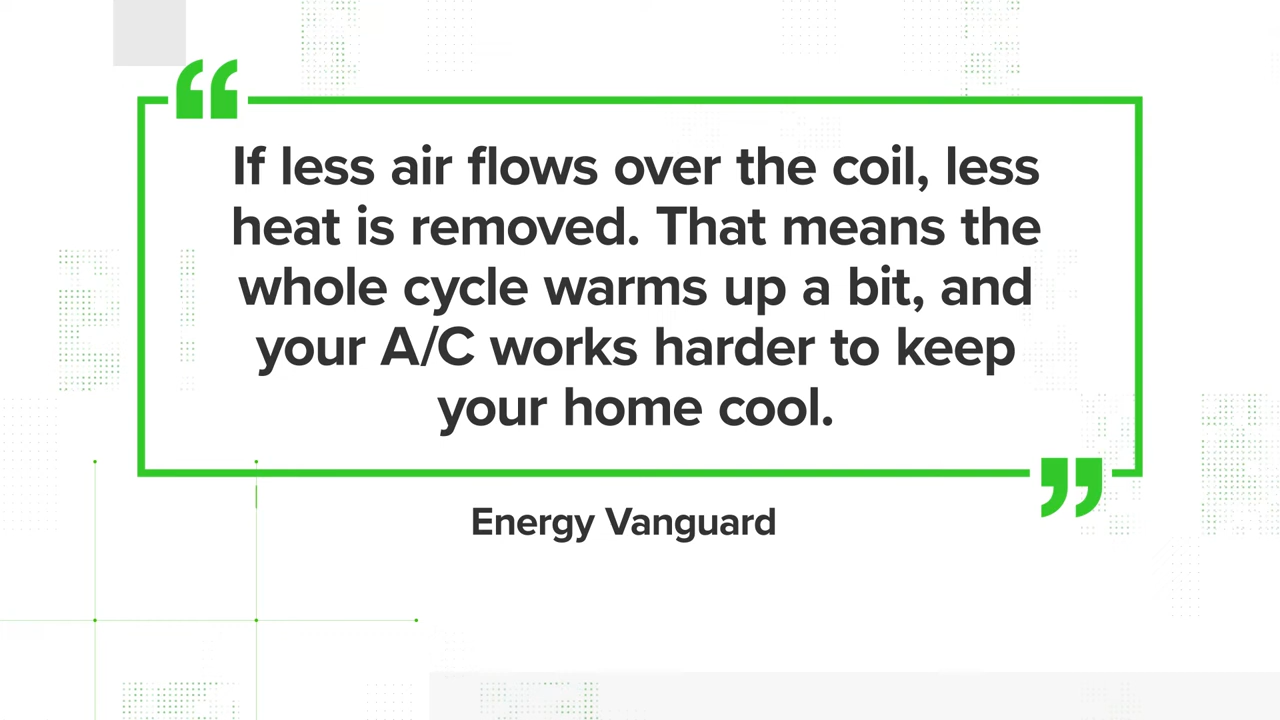 “
If less air flows over the coil, less
heat is removed. That means the
whole cycle warms up a bit, and
your A/C works harder to keep
your home cool.
”
Energy Vanguard